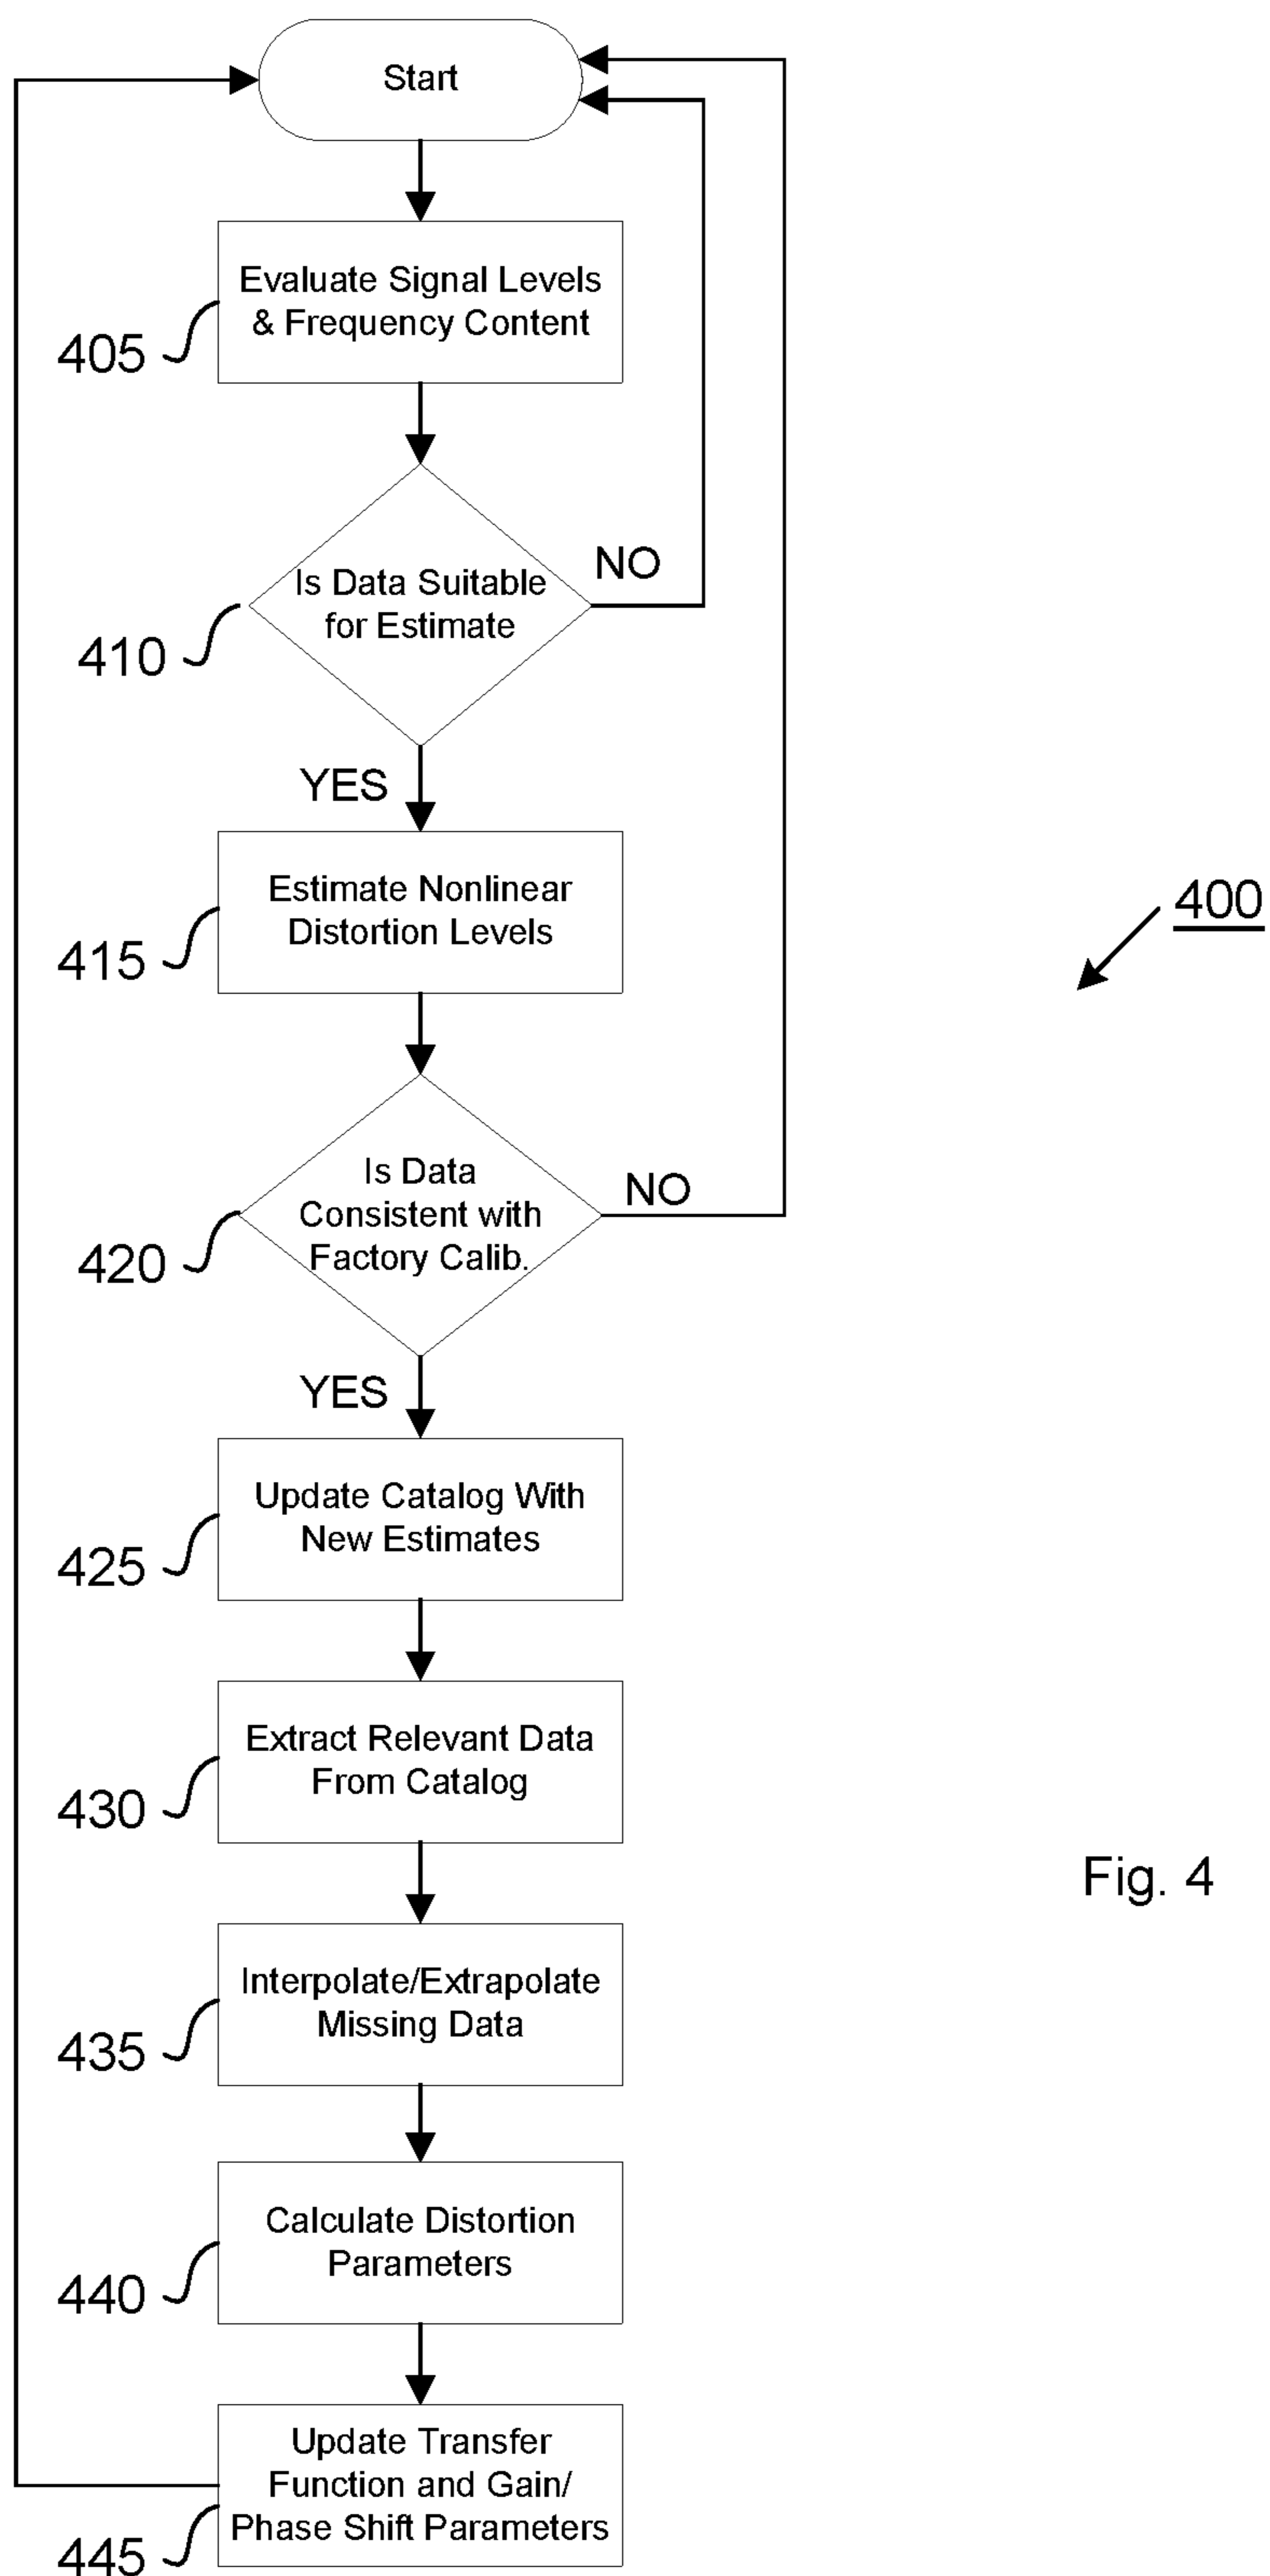 Start
Evaluate Signal Levels
& Frequency Content
405
Is Data Suitable
for Estimate
NO
410
YES
Estimate Nonlinear
Distortion Levels
415
400
Is Data
Consistent with
Factory Calib.
NO
420
YES
Update Catalog With
New Estimates
425
Extract Relevant Data
From Catalog
430
Fig. 4
Interpolate/Extrapolate
Missing Data
435
Calculate Distortion
Parameters
440
Update Transfer
Function and Gain/
Phase Shift Parameters
445